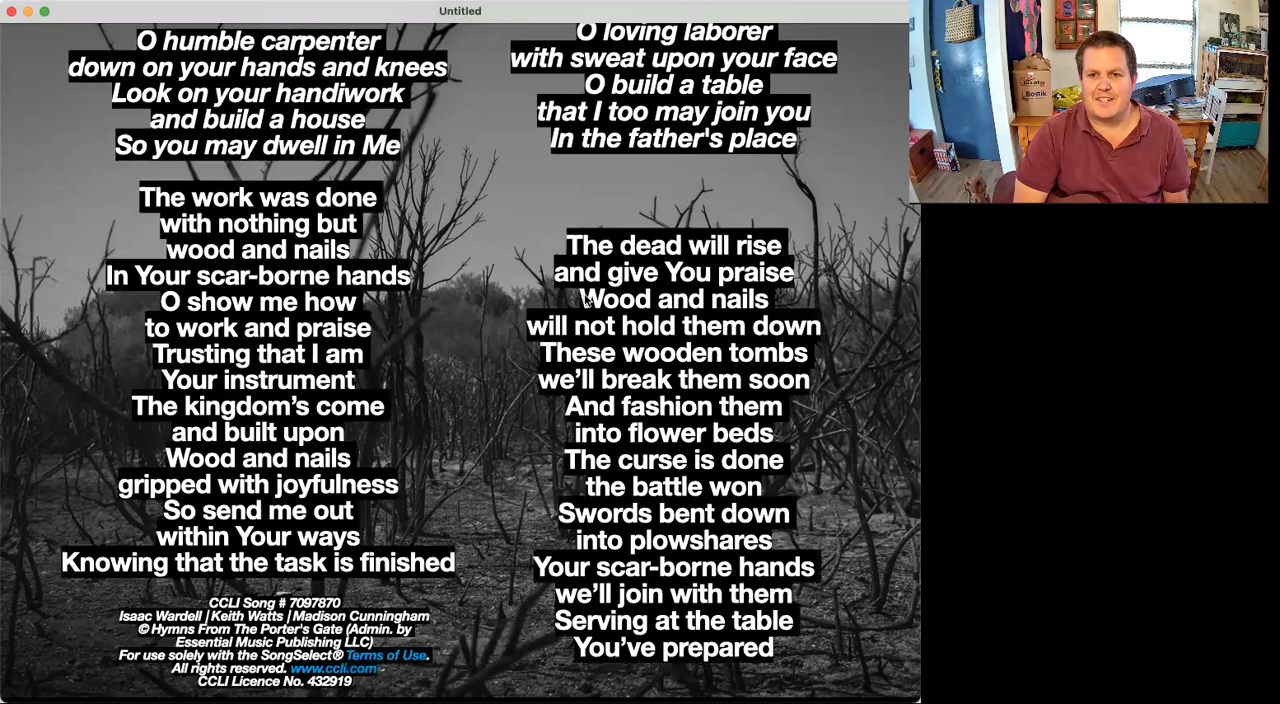 Untitled
O humble carpenter
down on your hands and knees
Look on your handiwork
and build a house
So you may dwell in Me
The work was done
with nothing but
wood and nails
In Your scar-borne hands
O show me how
to work and praise
Trusting that I am
Your instrument
The kingdom's come
and built upon
Wood and nails
gripped with joyfulness
So send me out
within Your ways
Knowing that the task is finished
CCLI Song # 7097870
Isaac Wardell | Keith Watts | Madison Cunningham
© Hymns From The Porter's Gate (Admin. by
Essential Music Publishing LLC)
For use solely with the SongSelect® Terms of Use.
All rights reserved. www.ccli.com
CCLI Licence No. 432919
O loving laborer
with sweat upon your face
O build a table
that I too may join you
In the father's place
The dead will rise
and give You praise
Wood and nails
will not hold them down
These wooden tombs
we'll break them soon
And fashion them
into flower beds
The curse is done
the battle won
Swords bent down
into plowshares
Your scar-borne hands
we'll join with them
Serving at the table
You've prepared
Bostik